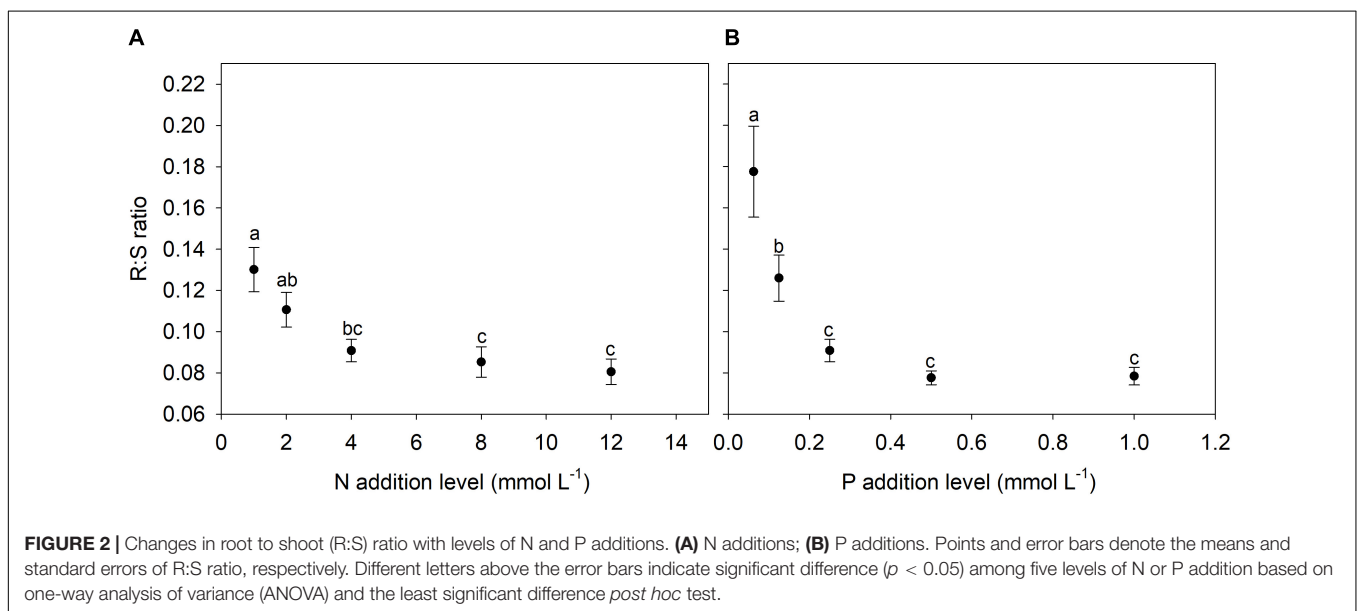 A
B
0.22
0.20
0.18
0.16
0.14
0.12
0.10
0.08
0.06
R:S ratio
a
ab
bc
c
c
a
b
c
c
c
0 2 4 6 8 10 12 14
0.0 0.2 0.4 0.6 0.8 1.0 1.2
N addition level (mmol L⁻¹)
P addition level (mmol L⁻¹)
FIGURE 2 | Changes in root to shoot (R:S) ratio with levels of N and P additions. (A) N additions; (B) P additions. Points and error bars denote the means and
standard errors of R:S ratio, respectively. Different letters above the error bars indicate significant difference (p < 0.05) among five levels of N or P addition based on
one-way analysis of variance (ANOVA) and the least significant difference post hoc test.